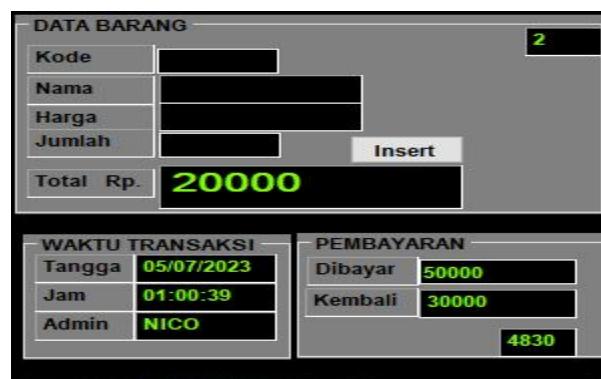 DATA BARANG
2
Kode
Nama
Harga
Jumlah
Insert
Total Rp. 20000
WAKTU TRANSAKSI
Tangga 05/07/2023
Jam 01:00:39
Admin NICO
PEMBAYARAN
Dibayar 50000
Kembali 30000
4830